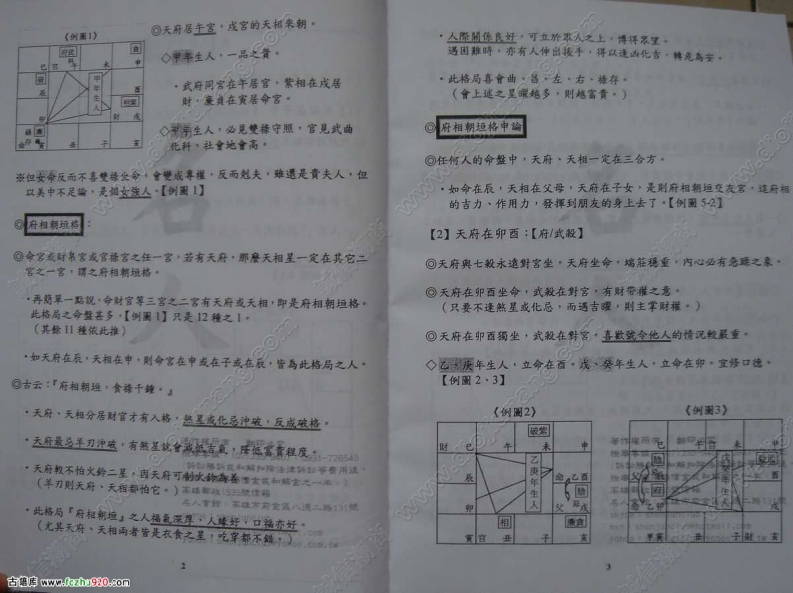 《例圖1》
◎天府居午宮，戌宮的天相來朝。
◇甲年生人，一品之貴。
・武府同宮在午居官，紫相在戌居
財，廉貞在寅居命宮。
◇甲年生人，必見雙祿守照，官見武曲
化科，社會地位高。
※但女命反而不喜雙祿坐命，會變成專權，反而剋夫，雖還是貴夫人，但
以美中不足論，是個女強人。【例圖1】
◎府相朝垣格：
◎命宮或財帛宮或官祿宮之任一宮，若有天府，那麼天相星一定在其它二
宮之一宮，謂之府相朝垣格。
・再簡單一點說，命財官等三宮之二宮有天府或天相，即是府相朝垣格。
此格局之命盤甚多，【例圖1】只是12種之1。
（其餘11種依此推）
・如天府在辰，天相在申，則命宮在申或在子或在辰，皆為此格局之人。
◎古云：『府相朝垣，食祿千鍾。』
・天府、天相分居財官才有入格，煞星或化忌沖破，反成破格。
・天府最忌羊刃沖破，有煞星就會減低吉氣，降低富貴程度。
・天府較不怕火鈴二星，因天府可制火鈴為善
（羊刃則天府、天相都怕它。）
・此格局『府相朝垣』之人福氣深厚，人緣好，口福亦好。
（尤其天府、天相兩者皆是衣食之星，吃穿都不錯。）
2
・人際關係良好，可立於眾人之上，博得眾望。
遇困難時，亦有人伸出援手，得以逢凶化吉，轉危為安。
・此格局喜會曲、昌、左、右、祿存。
（會上述之星曜越多，則越富貴。）
◎府相朝垣格申論
◎任何人的命盤中，天府、天相一定在三合方。
・如命在辰，天相在父母，天府在子女，是則府相朝垣交友宮，這府相
的吉力、作用力，發揮到朋友的身上去了。【例圖5-2】
【2】天府在卯酉：【府/武殺】
◎天府與七殺永遠對宮坐，天府坐命，端莊穩重，內心必有急躁之象。
◎天府在卯酉坐命，武殺在對宮，有財帶權之意。
（只要不逢煞星或化忌，而遇吉曜，則主掌財權。）
◎天府在卯酉獨坐，武殺在對宮，喜歡號令他人的情況較嚴重。
◇乙、庚年生人，立命在酉。戊、癸年生人，立命在卯。宜修口德。
【例圖2、3】
《例圖2》
《例圖3》
3
古籍库 www.fczhu920.com